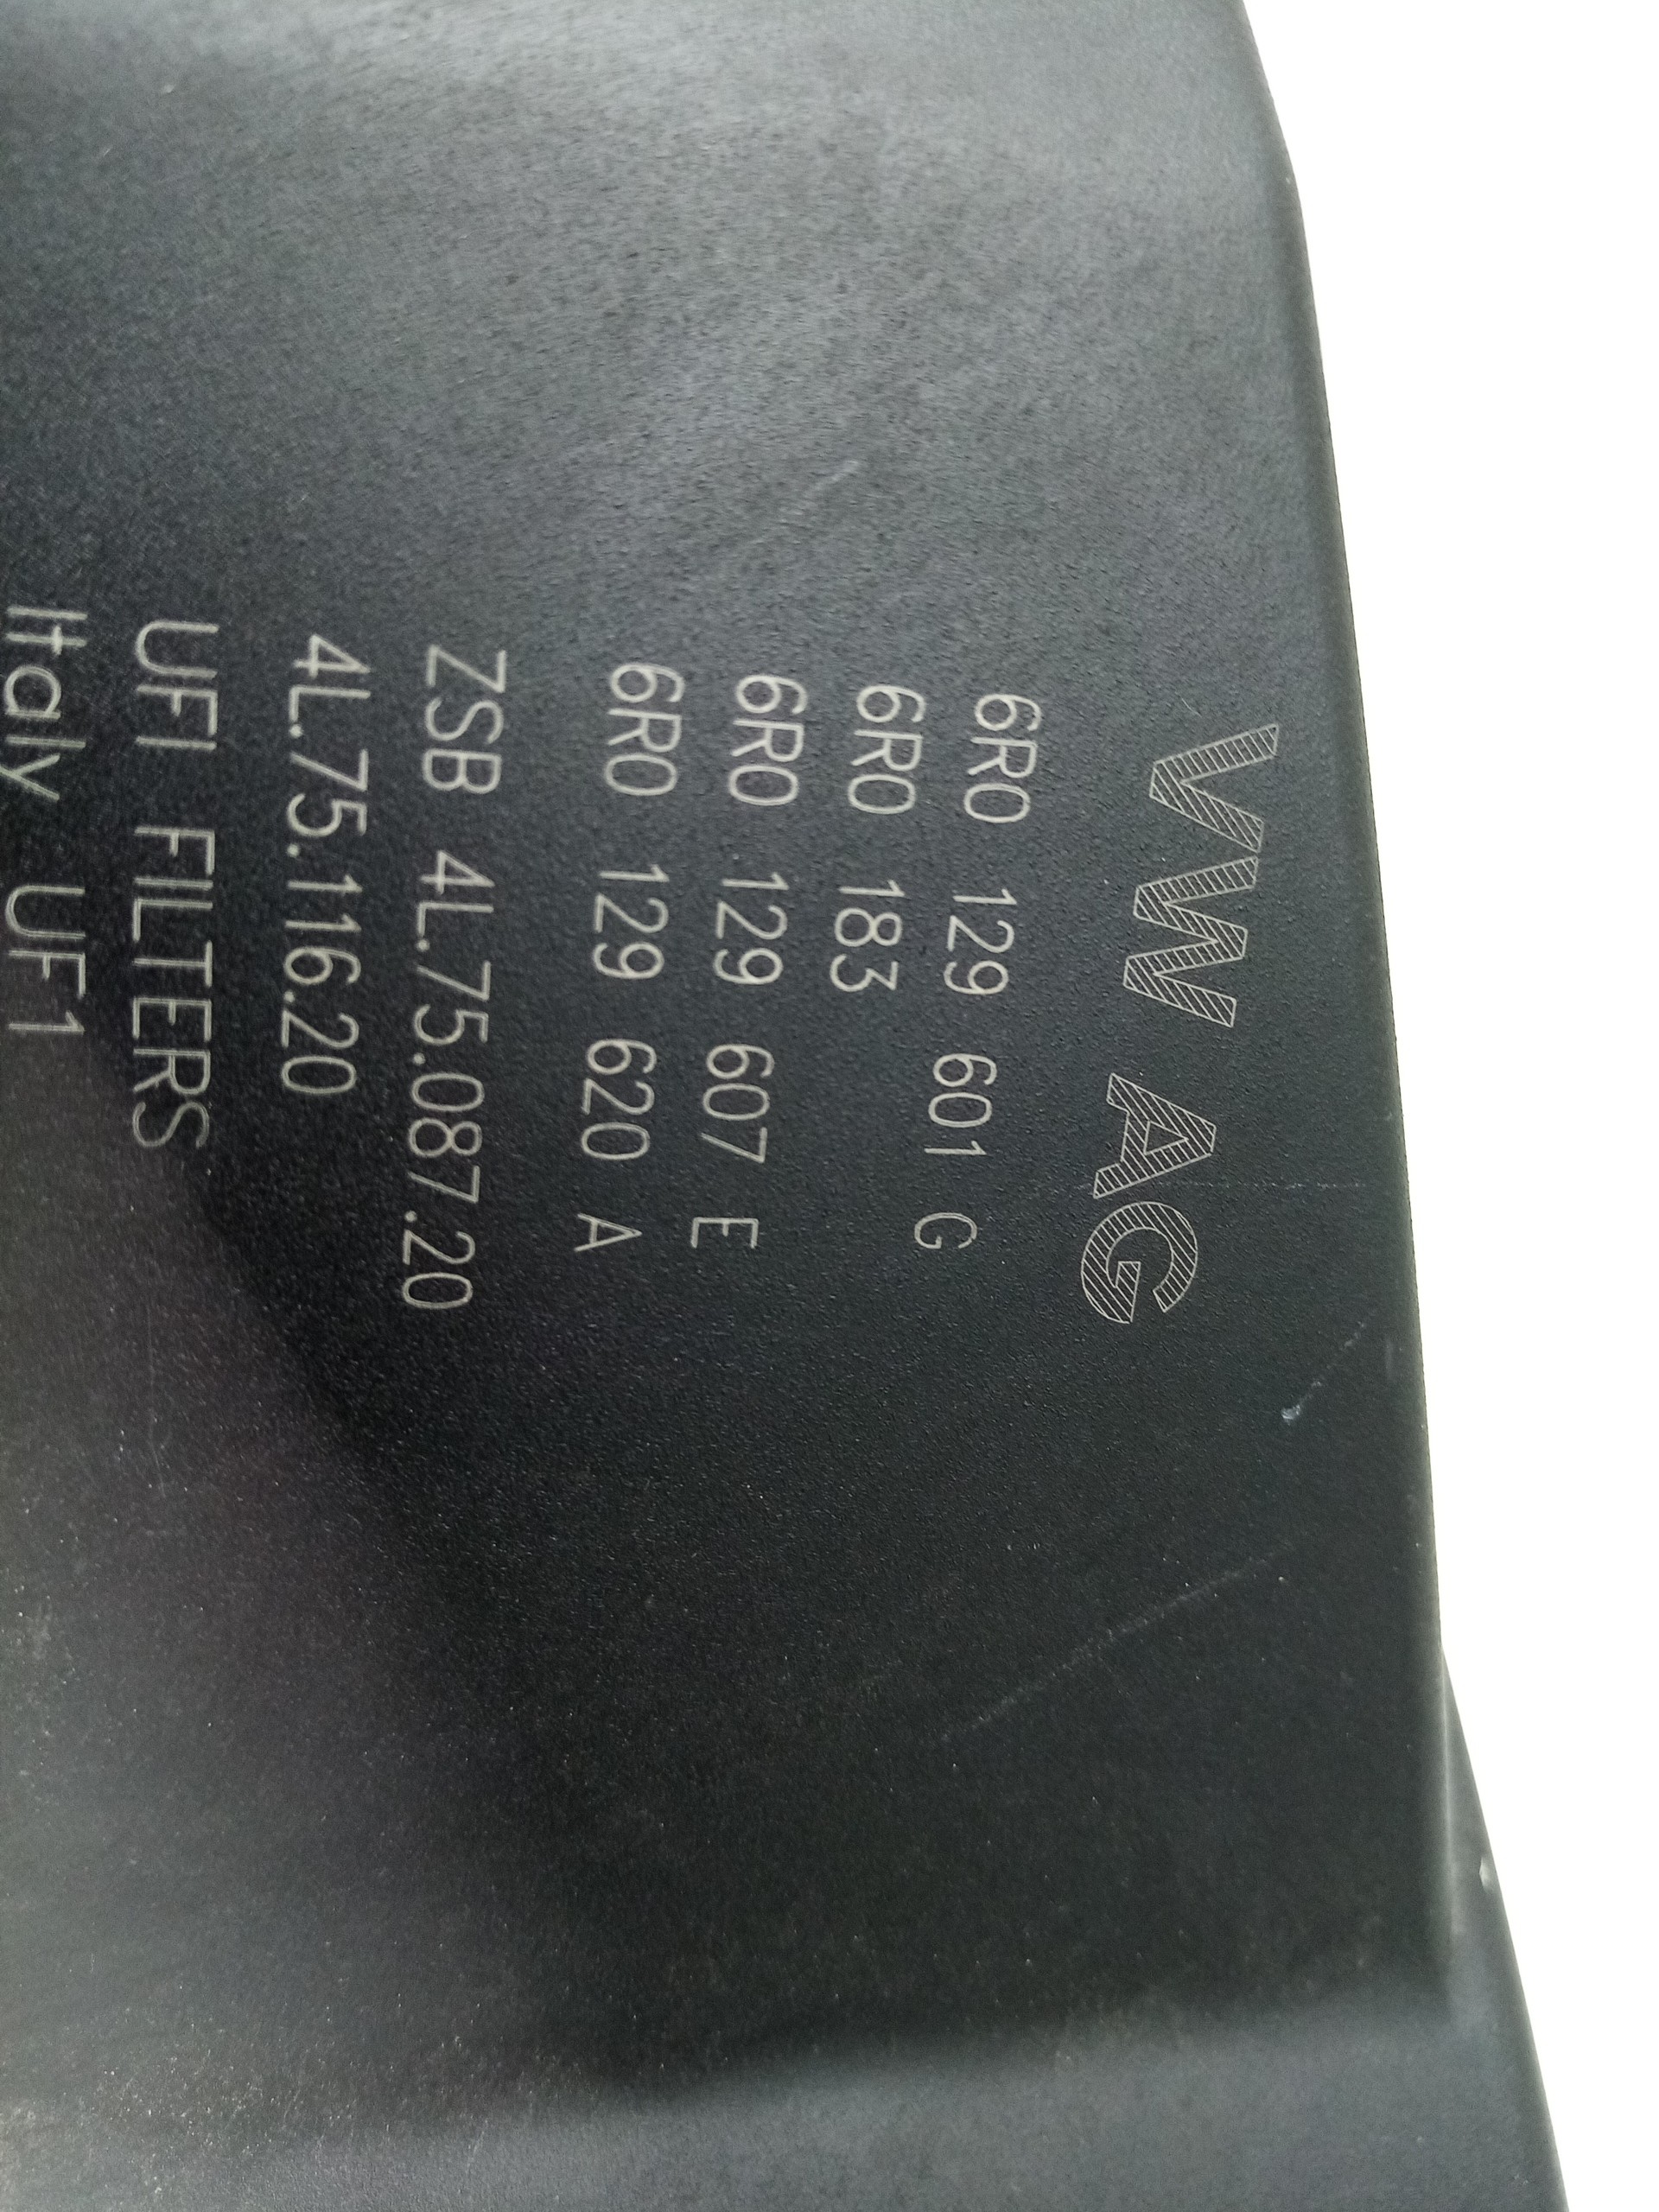 VW AG
6R0 129 601 G
6R0 183
6R0 129 607 E
6R0 129 620 A
ZSB 4L.75.087.20
4L.75.116.20
UFI FILTERS
Italy UF1